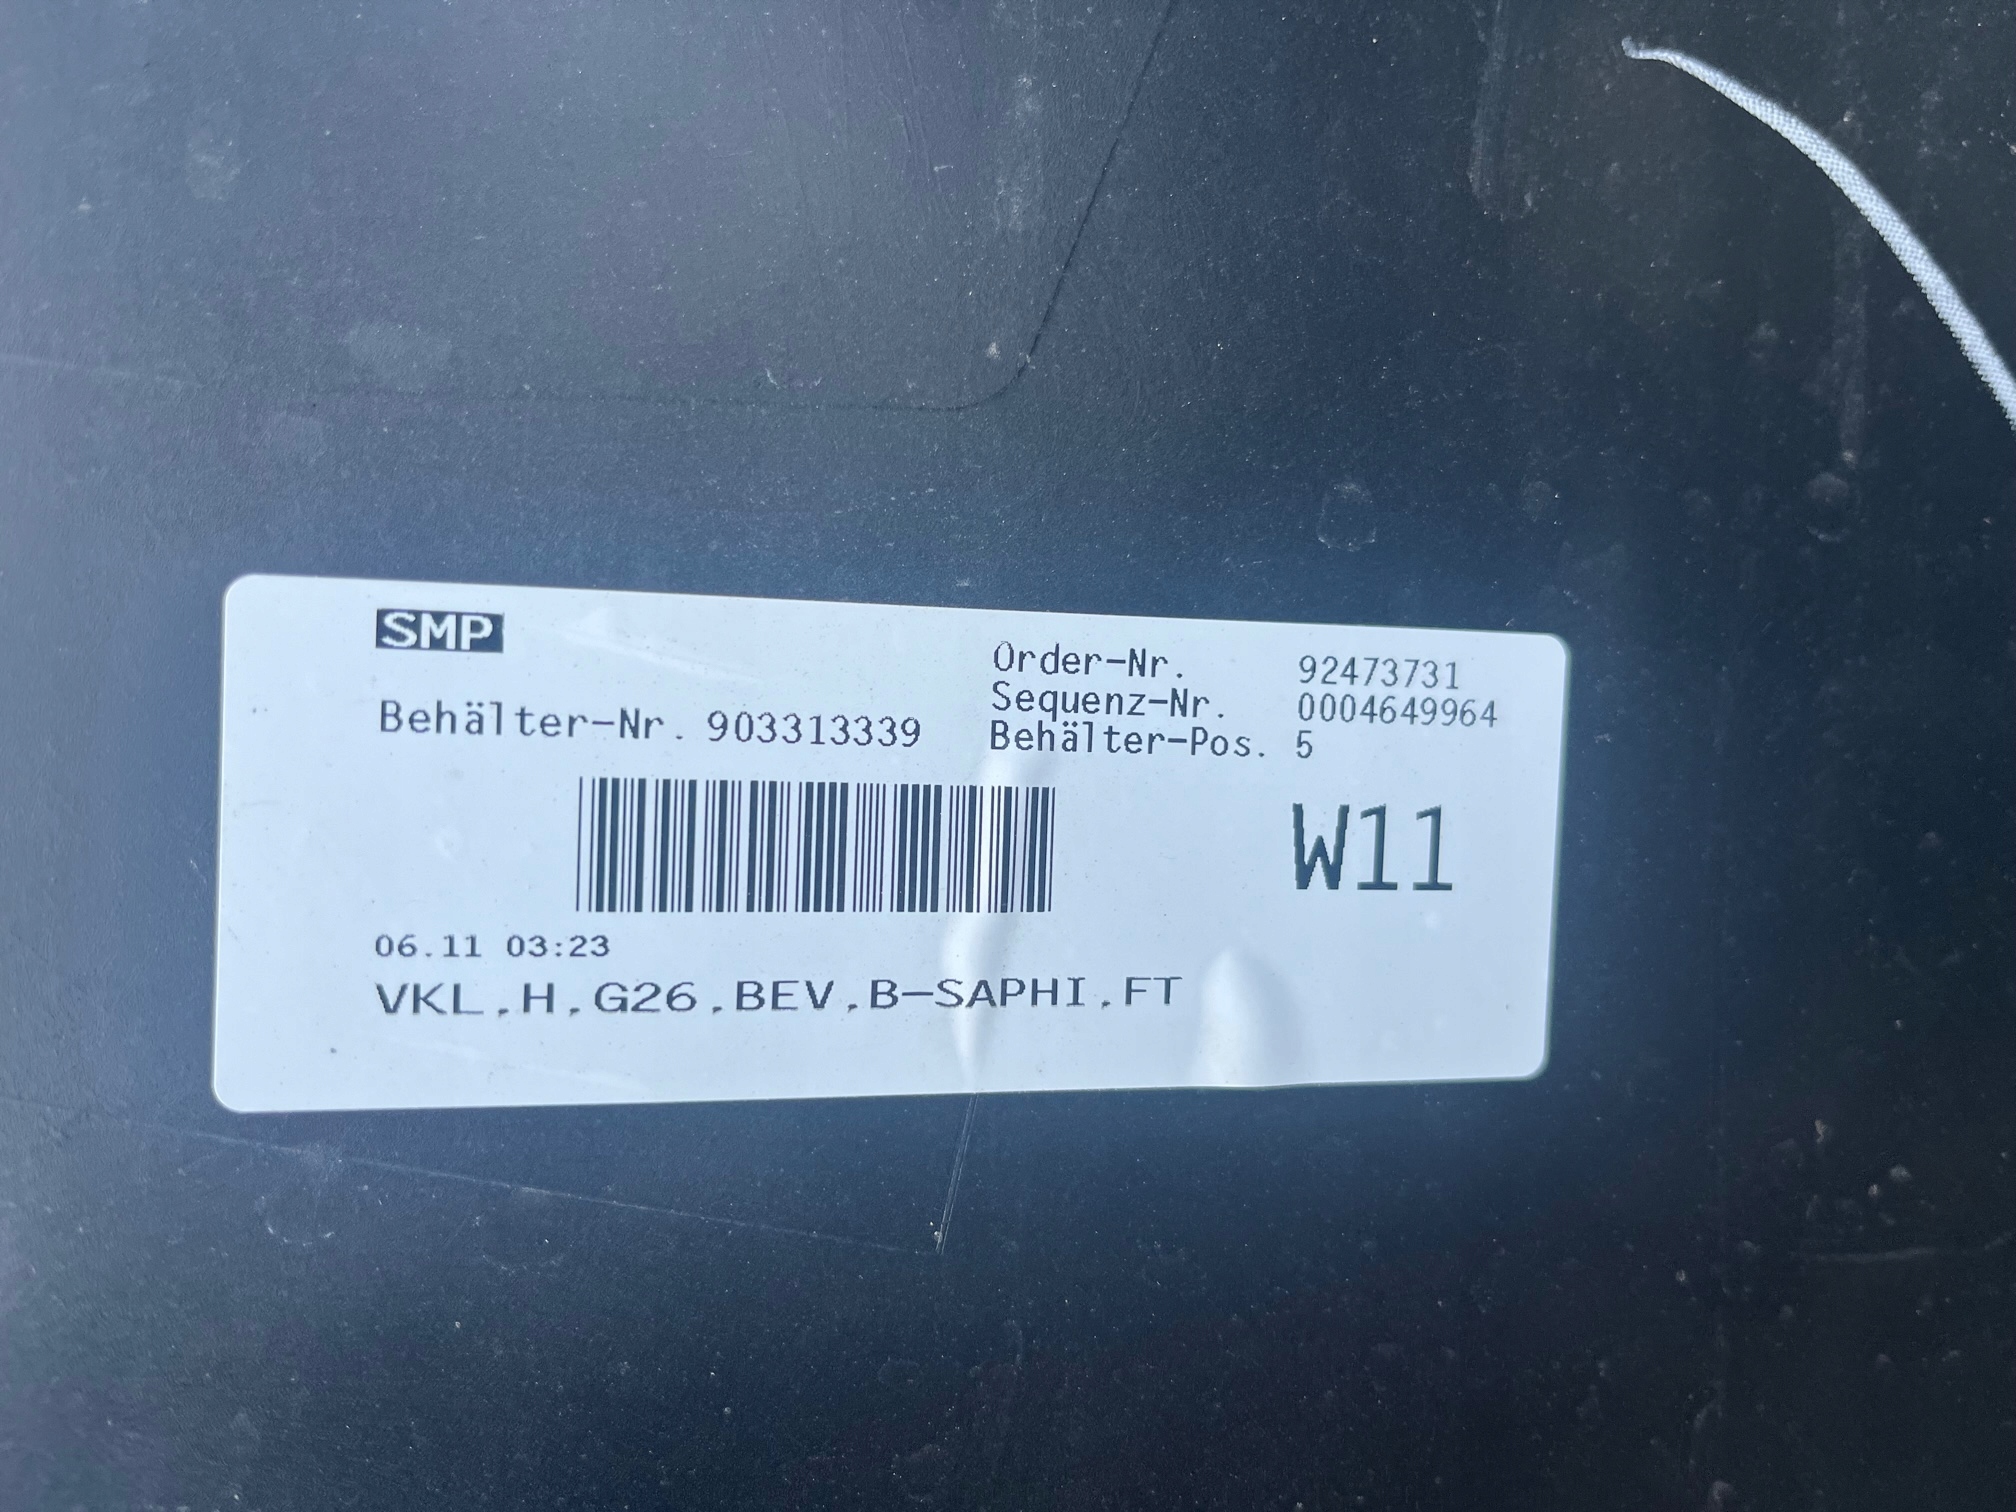 SMP
Behälter-Nr. 903313339
Order-Nr. 92473731
Sequenz-Nr. 0004649964
Behälter-Pos. 5
W11
06.11 03:23
VKL,H,G26,BEV,B-SAPHI,FT